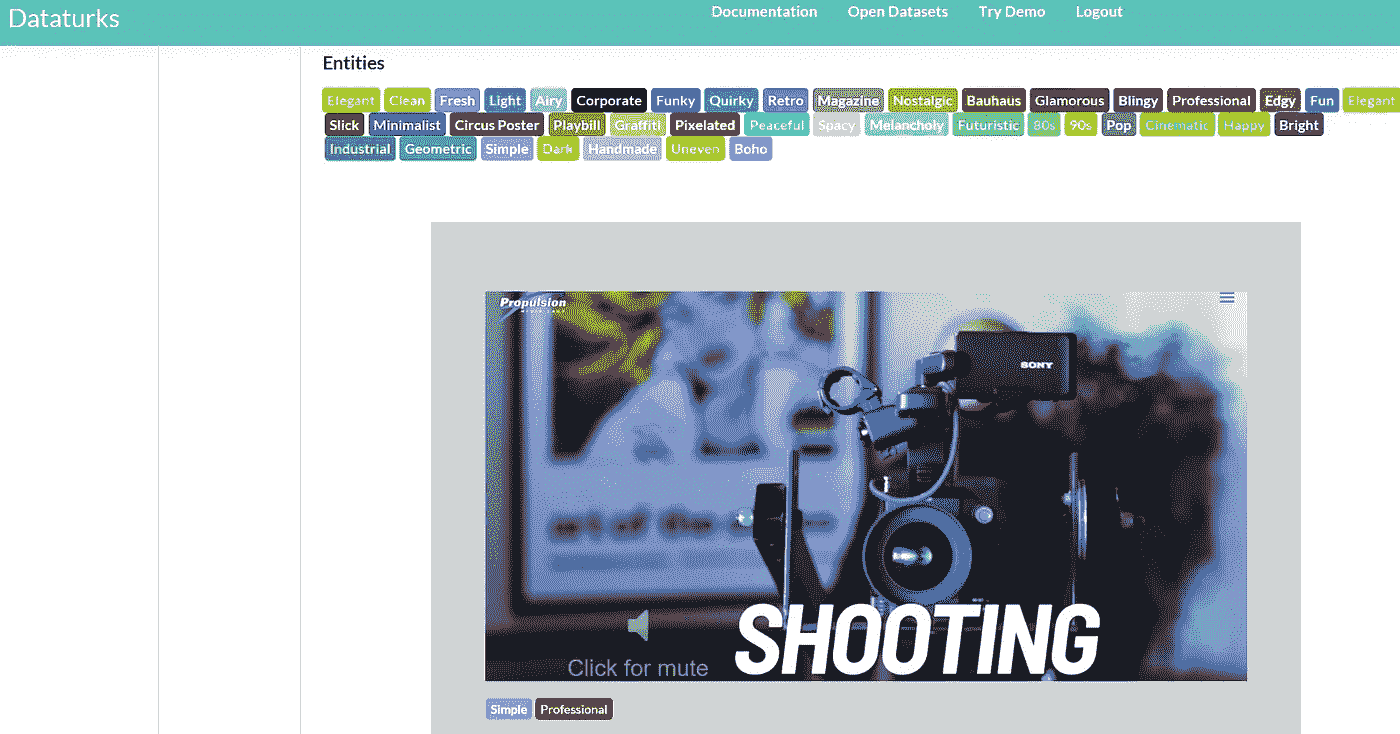 Dataturks Documentation Open Datasets Try Demo Logout
Entities
Elegant Clean Fresh Light Airy Corporate Funky Quirky Retro Magazine Nostalgic Bauhaus Glamorous Blingy Professional Edgy Fun Elegant
Slick Minimalist Circus Poster Playbill Graffiti Pixelated Peaceful Spacy Melancholy Futuristic 80s 90s Pop Cinematic Happy Bright
Industrial Geometric Simple Dark Handmade Uneven Boho
Propulsion
SONY
SHOOTING
Click for mute
Simple Professional